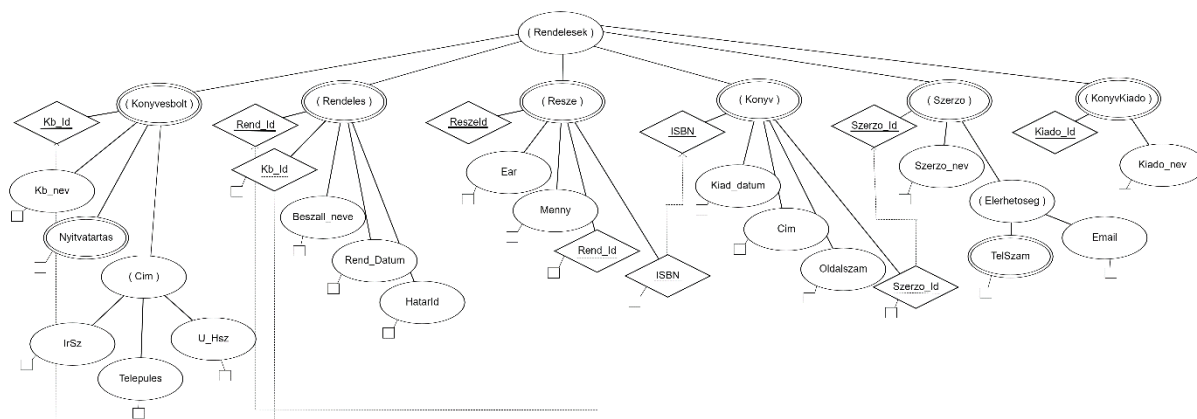 ( Rendelesek )
( Konyvesbolt )
( Rendeles )
( Resze )
( Konyv )
( Szerzo )
( KonyvKiado )
Kb_Id
Rend_Id
ReszeId
ISBN
Szerzo_Id
Kiado_Id
Kb_Id
Ear
Szerzo_nev
Kiado_nev
Kb_nev
Kiad_datum
Beszall_neve
Menny
( Elerhetoseg )
Nyitvatartas
Cim
Email
Rend_Id
TelSzam
Rend_Datum
Oldalszam
( Cim )
ISBN
Szerzo_Id
HatarId
IrSz
U_Hsz
Telepules